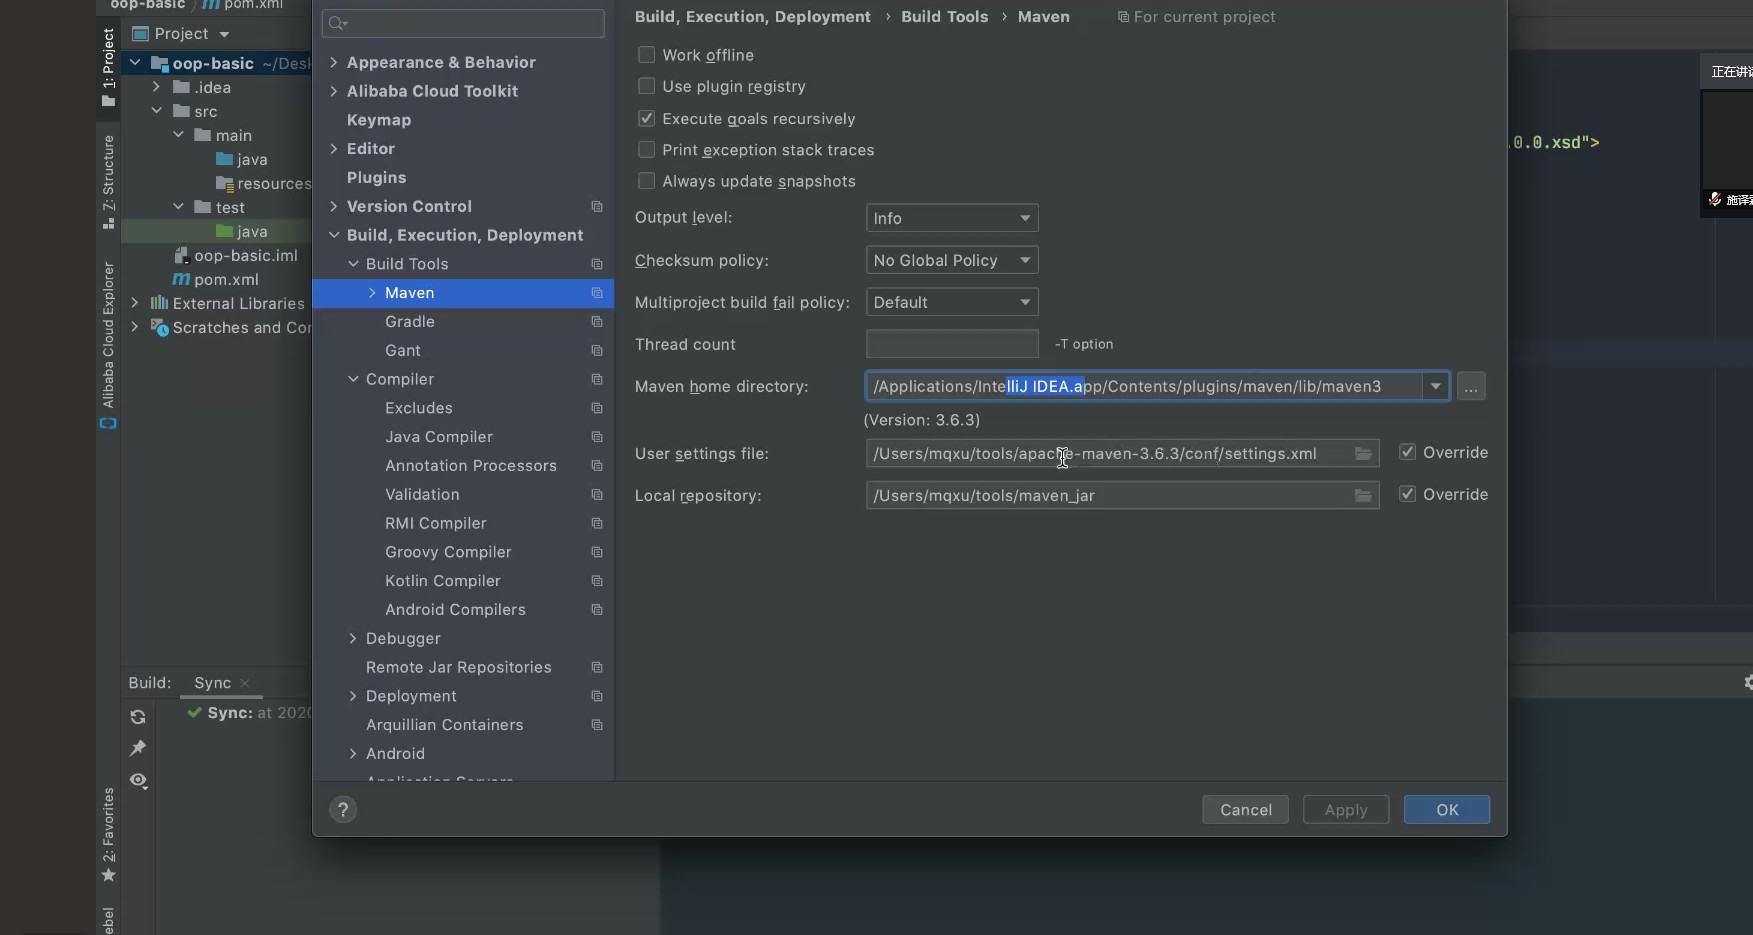 oop-basic
pom.xml
1: Project
Project
oop-basic ~/Desk
.idea
src
main
java
resources
test
java
oop-basic.iml
pom.xml
External Libraries
Scratches and Con
Z: Structure
Alibaba Cloud Explorer
2: Favorites
ebel
Build:
Sync
Sync: at 202
Appearance & Behavior
Alibaba Cloud Toolkit
Keymap
Editor
Plugins
Version Control
Build, Execution, Deployment
Build Tools
Maven
Gradle
Gant
Compiler
Excludes
Java Compiler
Annotation Processors
Validation
RMI Compiler
Groovy Compiler
Kotlin Compiler
Android Compilers
Debugger
Remote Jar Repositories
Deployment
Arquillian Containers
Android
Build, Execution, Deployment › Build Tools › Maven
For current project
Work offline
Use plugin registry
Execute goals recursively
Print exception stack traces
Always update snapshots
Output level: Info
Checksum policy: No Global Policy
Multiproject build fail policy: Default
Thread count -T option
Maven home directory: /Applications/IntelliJ IDEA.app/Contents/plugins/maven/lib/maven3 ...
(Version: 3.6.3)
User settings file: /Users/mqxu/tools/apache-maven-3.6.3/conf/settings.xml Override
Local repository: /Users/mqxu/tools/maven_jar Override
?
Cancel
Apply
OK
.0.0.xsd">
正在讲
施译